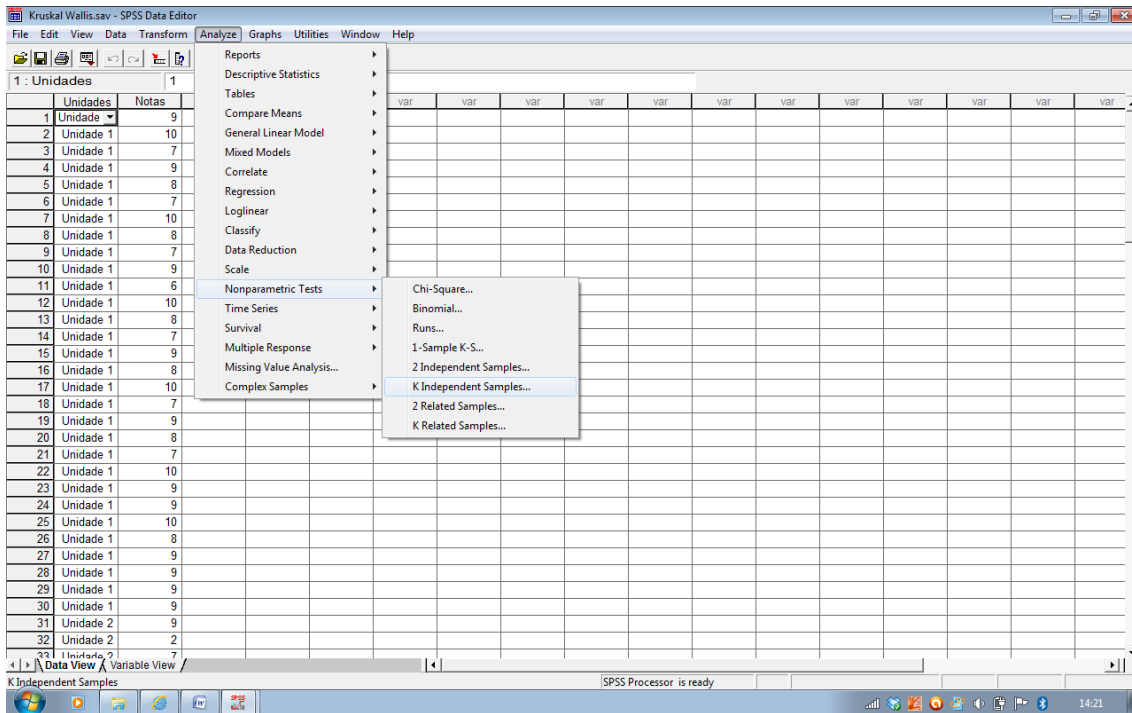 Kruskal Wallis.sav - SPSS Data Editor
File Edit View Data Transform Analyze Graphs Utilities Window Help
1 : Unidades 1
Unidades Notas var var var var var var var var var var var var
1 Unidade 9
2 Unidade 1 10
3 Unidade 1 7
4 Unidade 1 9
5 Unidade 1 8
6 Unidade 1 7
7 Unidade 1 10
8 Unidade 1 8
9 Unidade 1 7
10 Unidade 1 9
11 Unidade 1 6
12 Unidade 1 10
13 Unidade 1 8
14 Unidade 1 7
15 Unidade 1 9
16 Unidade 1 8
17 Unidade 1 10
18 Unidade 1 7
19 Unidade 1 9
20 Unidade 1 8
21 Unidade 1 7
22 Unidade 1 10
23 Unidade 1 9
24 Unidade 1 9
25 Unidade 1 10
26 Unidade 1 8
27 Unidade 1 9
28 Unidade 1 9
29 Unidade 1 9
30 Unidade 1 9
31 Unidade 2 9
32 Unidade 2 2
33 Unidade 2 7
Reports
Descriptive Statistics
Tables
Compare Means
General Linear Model
Mixed Models
Correlate
Regression
Loglinear
Classify
Data Reduction
Scale
Nonparametric Tests
Time Series
Survival
Multiple Response
Missing Value Analysis...
Complex Samples
Chi-Square...
Binomial...
Runs...
1-Sample K-S...
2 Independent Samples...
K Independent Samples...
2 Related Samples...
K Related Samples...
Data View Variable View
K Independent Samples SPSS Processor is ready
14:21